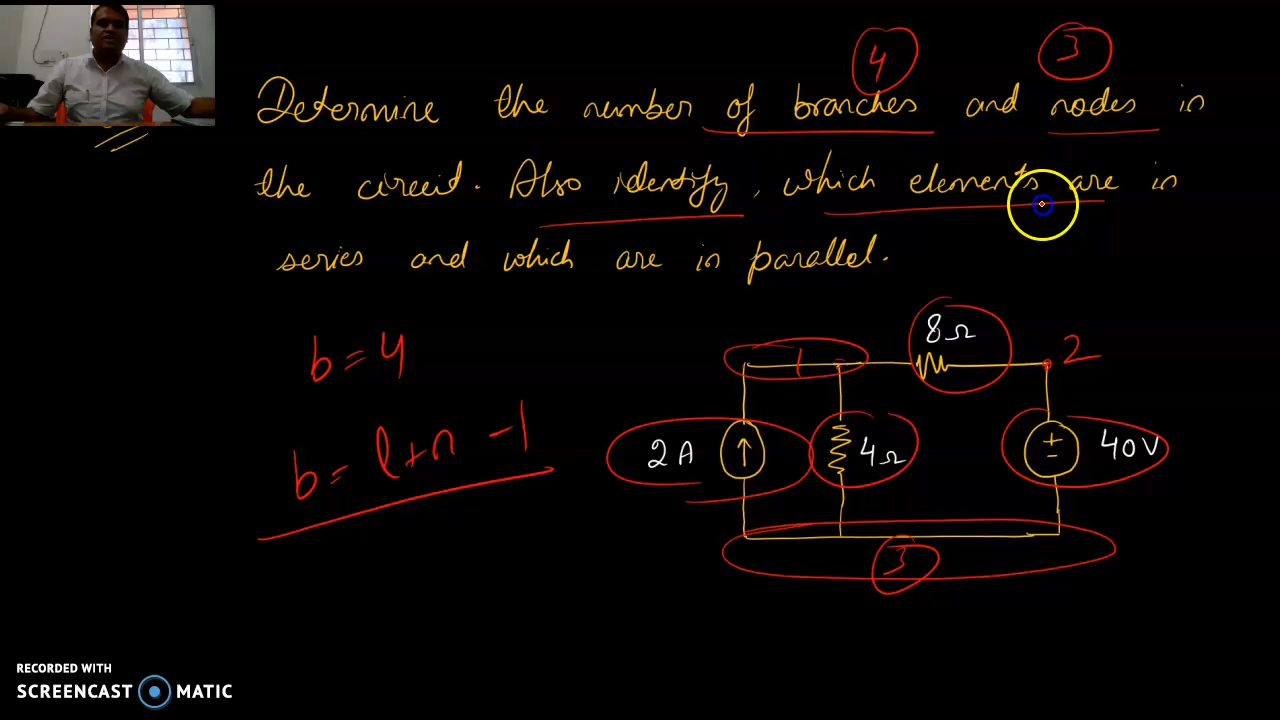 4 3
Determine the number of branches and nodes in
the circuit. Also identify, which elements are in
series and which are in parallel.
b = 4
b = l + n - 1
1 8Ω 2
2A 4Ω + - 40V
3
RECORDED WITH
SCREENCAST MATIC